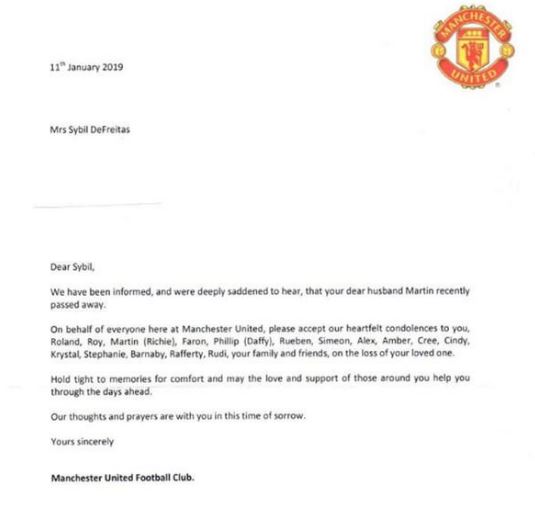 MANCHESTER
UNITED
11th January 2019
Mrs Sybil DeFreitas
Dear Sybil,
We have been informed, and were deeply saddened to hear, that your dear husband Martin recently
passed away.
On behalf of everyone here at Manchester United, please accept our heartfelt condolences to you,
Roland, Roy, Martin (Richie), Faron, Phillip (Daffy), Rueben, Simeon, Alex, Amber, Cree, Cindy,
Krystal, Stephanie, Barnaby, Rafferty, Rudi, your family and friends, on the loss of your loved one.
Hold tight to memories for comfort and may the love and support of those around you help you
through the days ahead.
Our thoughts and prayers are with you in this time of sorrow.
Yours sincerely
Manchester United Football Club.